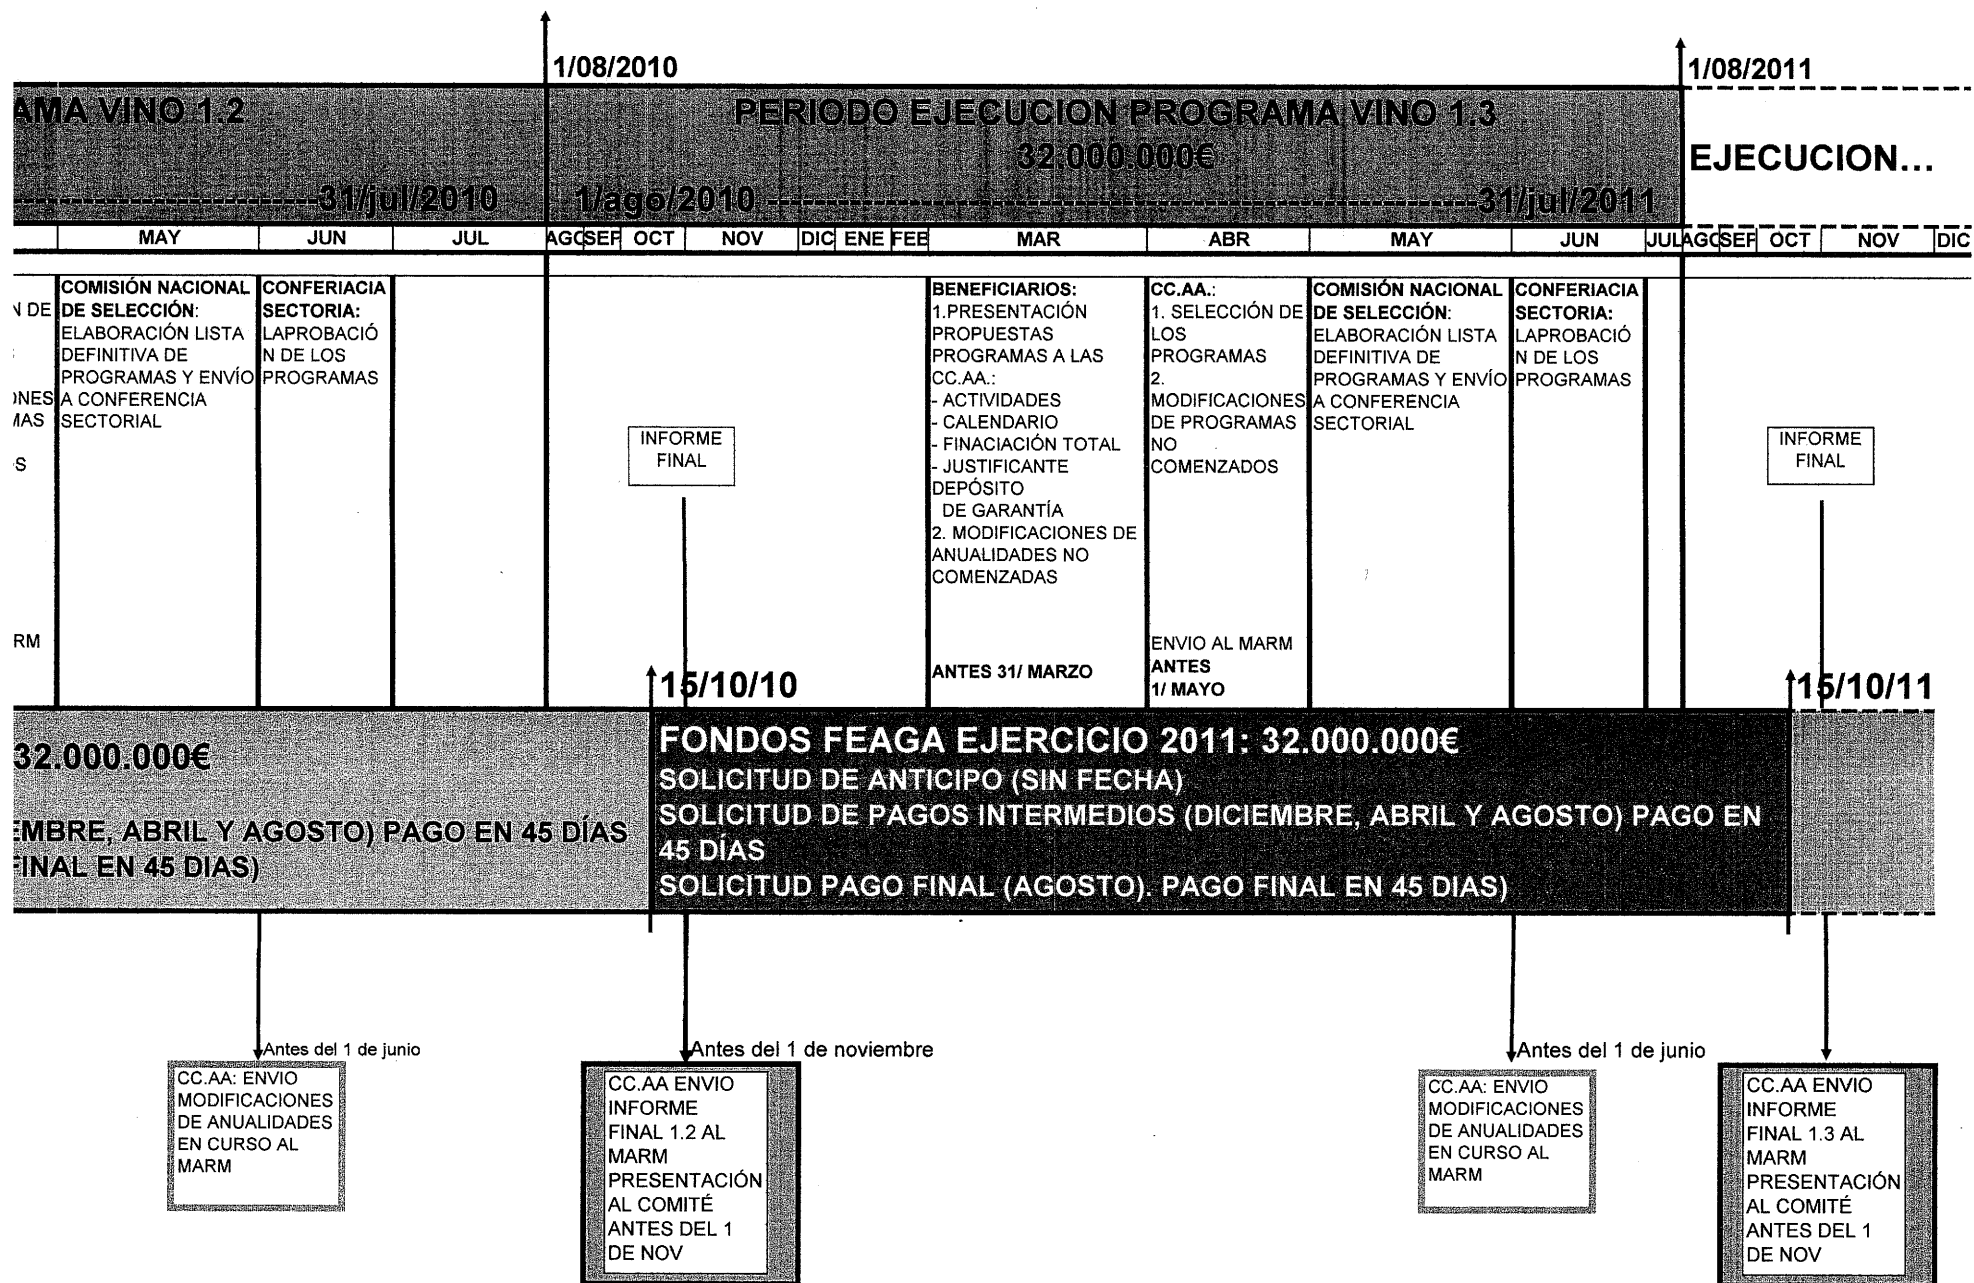 1/08/2010
1/08/2011
AMA VINO 1.2
PERIODO EJECUCION PROGRAMA VINO 1.3
32.000.000€
EJECUCION...
31/jul/2010
1/ago/2010
31/jul/2011
MAY JUN JUL AGO SEP OCT NOV DIC ENE FEB MAR ABR MAY JUN JUL AGO SEP OCT NOV DIC
N DE
ONES
MAS
S
RM
COMISIÓN NACIONAL
DE SELECCIÓN:
ELABORACIÓN LISTA
DEFINITIVA DE
PROGRAMAS Y ENVÍO
A CONFERENCIA
SECTORIAL
CONFERIACIA
SECTORIA:
LAPROBACIÓ
N DE LOS
PROGRAMAS
INFORME
FINAL
BENEFICIARIOS:
1.PRESENTACIÓN
PROPUESTAS
PROGRAMAS A LAS
CC.AA.:
- ACTIVIDADES
- CALENDARIO
- FINACIACIÓN TOTAL
- JUSTIFICANTE
DEPÓSITO
DE GARANTÍA
2. MODIFICACIONES DE
ANUALIDADES NO
COMENZADAS
ANTES 31/ MARZO
CC.AA.:
1. SELECCIÓN DE
LOS
PROGRAMAS
2.
MODIFICACIONES
DE PROGRAMAS
NO
COMENZADOS
ENVIO AL MARM
ANTES
1/ MAYO
COMISIÓN NACIONAL
DE SELECCIÓN:
ELABORACIÓN LISTA
DEFINITIVA DE
PROGRAMAS Y ENVÍO
A CONFERENCIA
SECTORIAL
CONFERIACIA
SECTORIA:
LAPROBACIÓ
N DE LOS
PROGRAMAS
INFORME
FINAL
15/10/10
15/10/11
32.000.000€
EMBRE, ABRIL Y AGOSTO) PAGO EN 45 DÍAS
FINAL EN 45 DIAS)
FONDOS FEAGA EJERCICIO 2011: 32.000.000€
SOLICITUD DE ANTICIPO (SIN FECHA)
SOLICITUD DE PAGOS INTERMEDIOS (DICIEMBRE, ABRIL Y AGOSTO) PAGO EN
45 DÍAS
SOLICITUD PAGO FINAL (AGOSTO). PAGO FINAL EN 45 DIAS)
Antes del 1 de junio
CC.AA: ENVIO
MODIFICACIONES
DE ANUALIDADES
EN CURSO AL
MARM
Antes del 1 de noviembre
CC.AA ENVIO
INFORME
FINAL 1.2 AL
MARM
PRESENTACIÓN
AL COMITÉ
ANTES DEL 1
DE NOV
Antes del 1 de junio
CC.AA: ENVIO
MODIFICACIONES
DE ANUALIDADES
EN CURSO AL
MARM
CC.AA ENVIO
INFORME
FINAL 1.3 AL
MARM
PRESENTACIÓN
AL COMITÉ
ANTES DEL 1
DE NOV